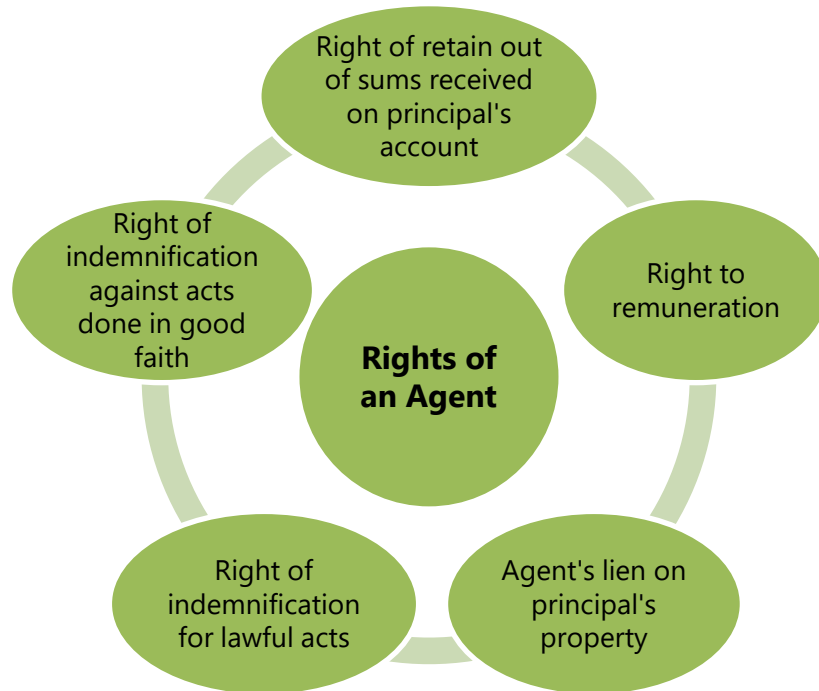 Right of retain out
of sums received
on principal's
account
Right to
remuneration
Agent's lien on
principal's
property
Right of
indemnification
for lawful acts
Right of
indemnification
against acts
done in good
faith
Rights of
an Agent